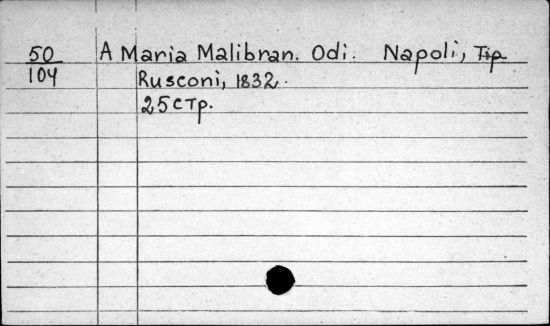 50 A Maria Malibran. Odi. Napoli, Tip.
104 Rusconi, 1832.
25 стр.